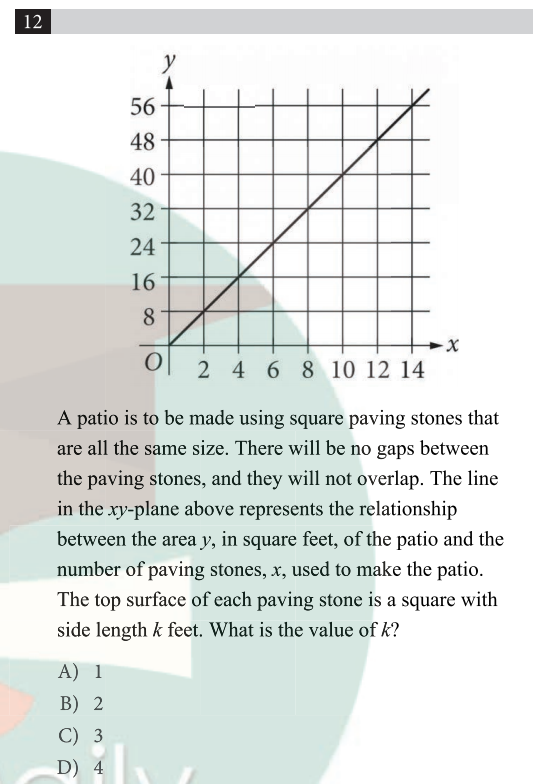 12
y
56
48
40
32
24
16
8
O
2 4 6 8 10 12 14
x
A patio is to be made using square paving stones that
are all the same size. There will be no gaps between
the paving stones, and they will not overlap. The line
in the xy-plane above represents the relationship
between the area y, in square feet, of the patio and the
number of paving stones, x, used to make the patio.
The top surface of each paving stone is a square with
side length k feet. What is the value of k?
A) 1
B) 2
C) 3
D) 4